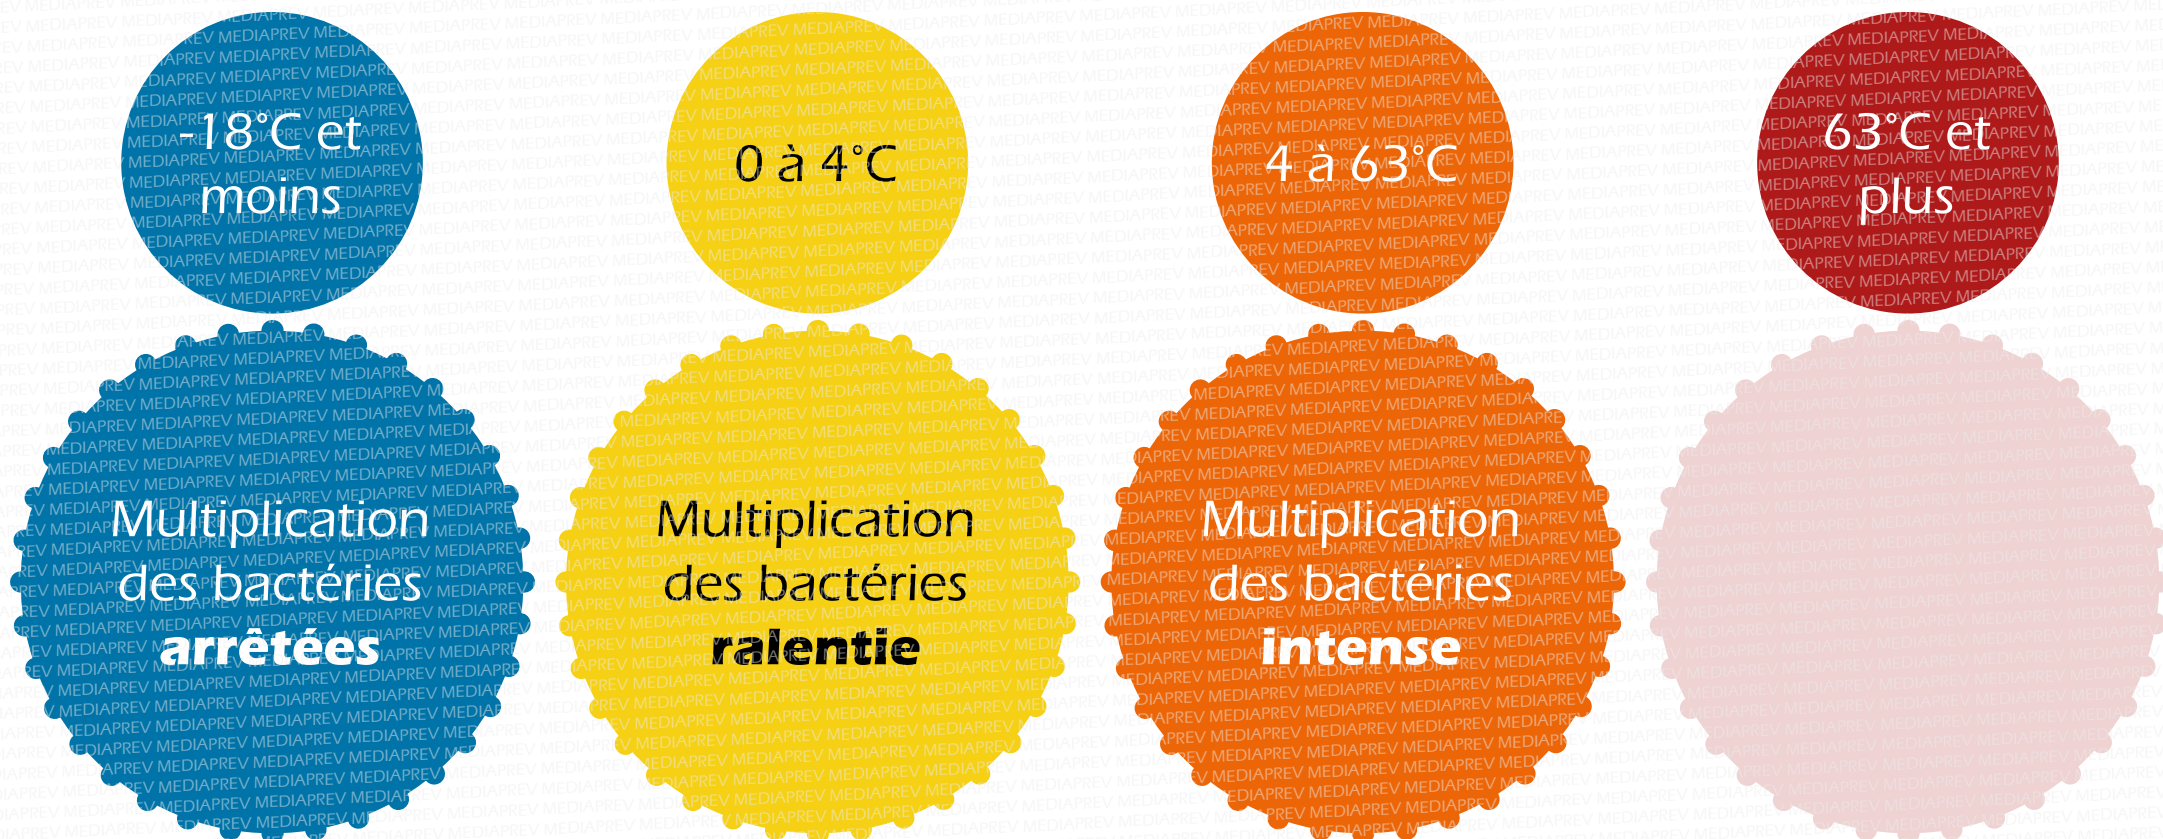 -18°C et
moins
0 à 4°C
4 à 63°C
63°C et
plus
Multiplication
des bactéries
arrêtées
Multiplication
des bactéries
ralentie
Multiplication
des bactéries
intense
MEDIAPREV